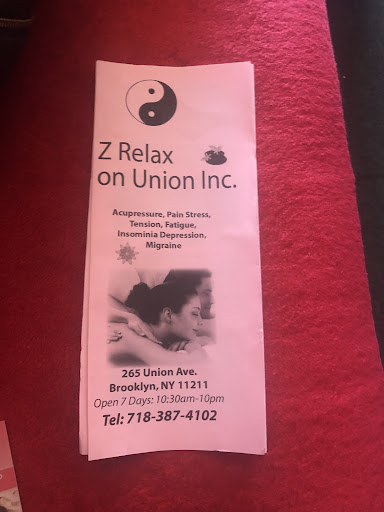 Z Relax
on Union Inc.
Acupressure, Pain Stress,
Tension, Fatigue,
Insominia Depression,
Migraine
265 Union Ave.
Brooklyn, NY 11211
Open 7 Days: 10:30am-10pm
Tel: 718-387-4102